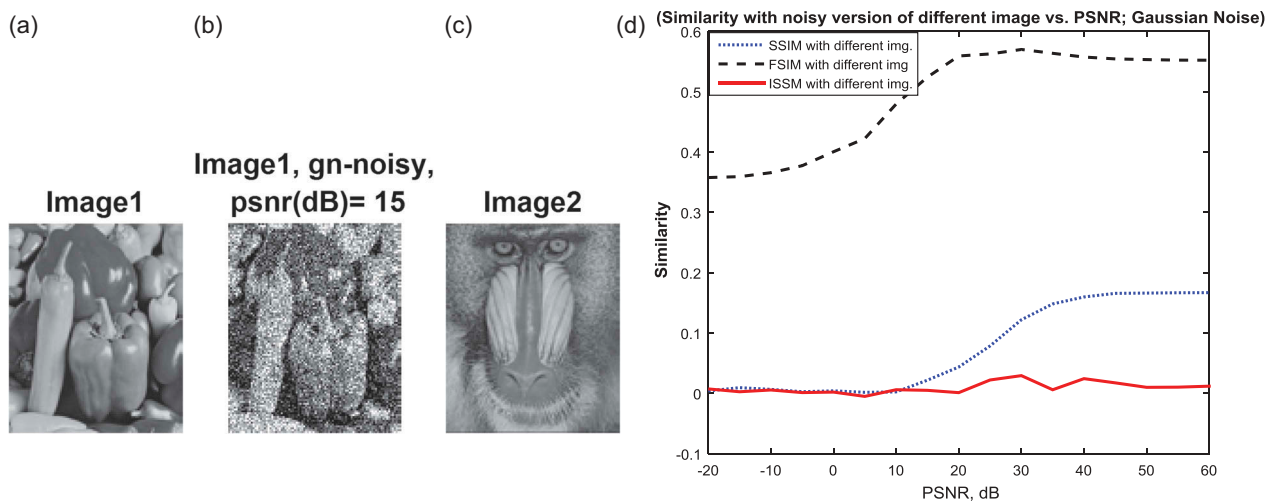 (a)
(b)
(c)
(d)
Image1
Image1, gn-noisy,
psnr(dB)= 15
Image2
(Similarity with noisy version of different image vs. PSNR; Gaussian Noise)
SSIM with different img.
FSIM with different img
ISSM with different img.
Similarity
0.6
0.5
0.4
0.3
0.2
0.1
0
-0.1
-20
-10
0
10
20
30
40
50
60
PSNR, dB